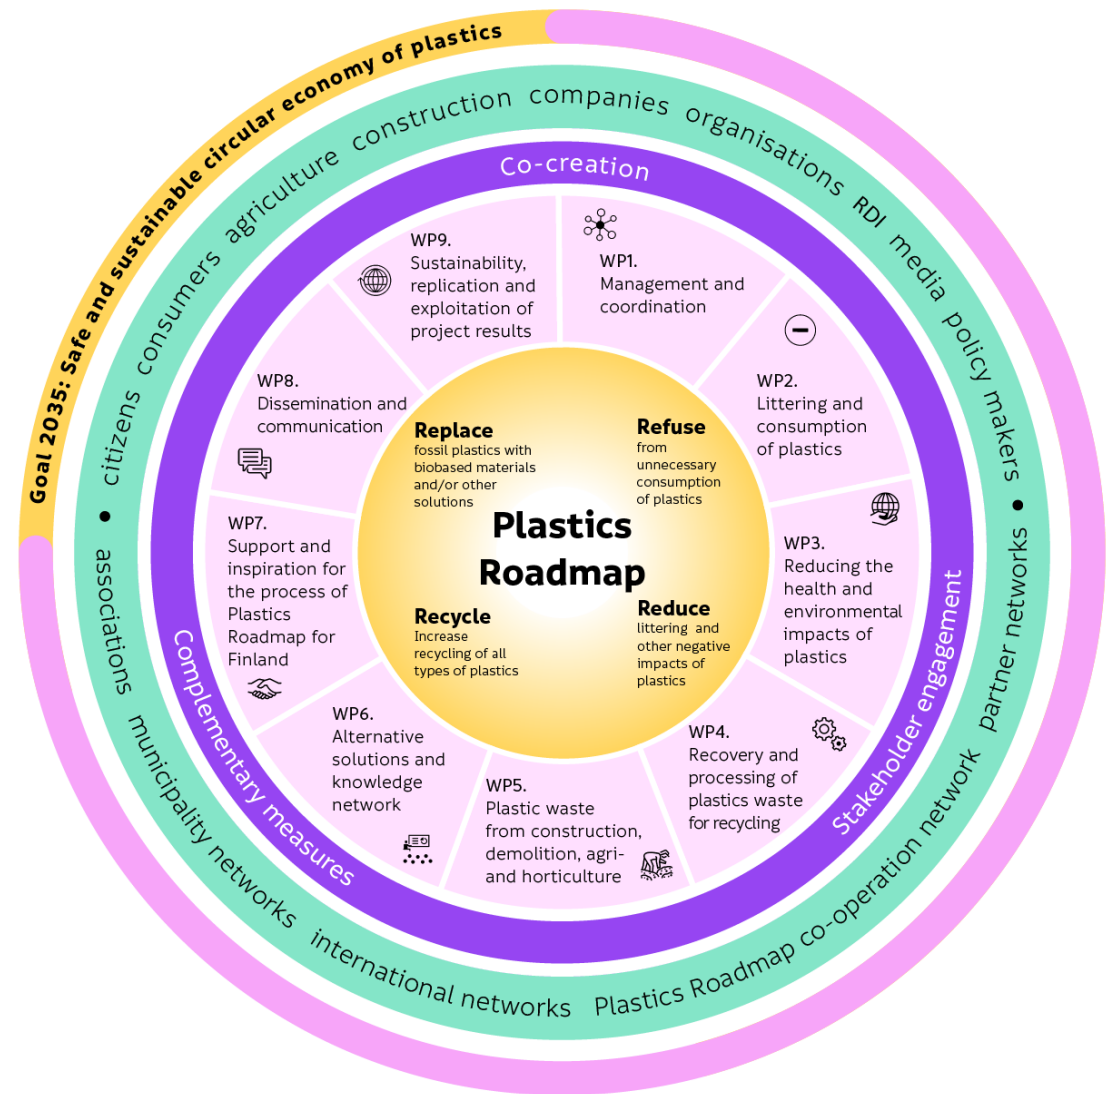 Goal 2035: Safe and sustainable circular economy of plastics
citizens consumers agriculture construction companies organisations RDI media policy makers
associations municipality networks international networks Plastics Roadmap co-operation network partner networks
Co-creation
Complementary measures
Stakeholder engagement
WP1.
Management and
coordination
WP2.
Littering and
consumption
of plastics
WP3.
Reducing the
health and
environmental
impacts of
plastics
WP4.
Recovery and
processing of
plastics waste
for recycling
WP5.
Plastic waste
from construction,
demolition, agri-
and horticulture
WP6.
Alternative
solutions and
knowledge
network
WP7.
Support and
inspiration for
the process of
Plastics
Roadmap for
Finland
WP8.
Dissemination and
communication
WP9.
Sustainability,
replication and
exploitation of
project results
Replace
fossil plastics with
biobased materials
and/or other
solutions
Refuse
from
unnecessary
consumption
of plastics
Plastics
Roadmap
Recycle
Increase
recycling of all
types of plastics
Reduce
littering and
other negative
impacts of
plastics